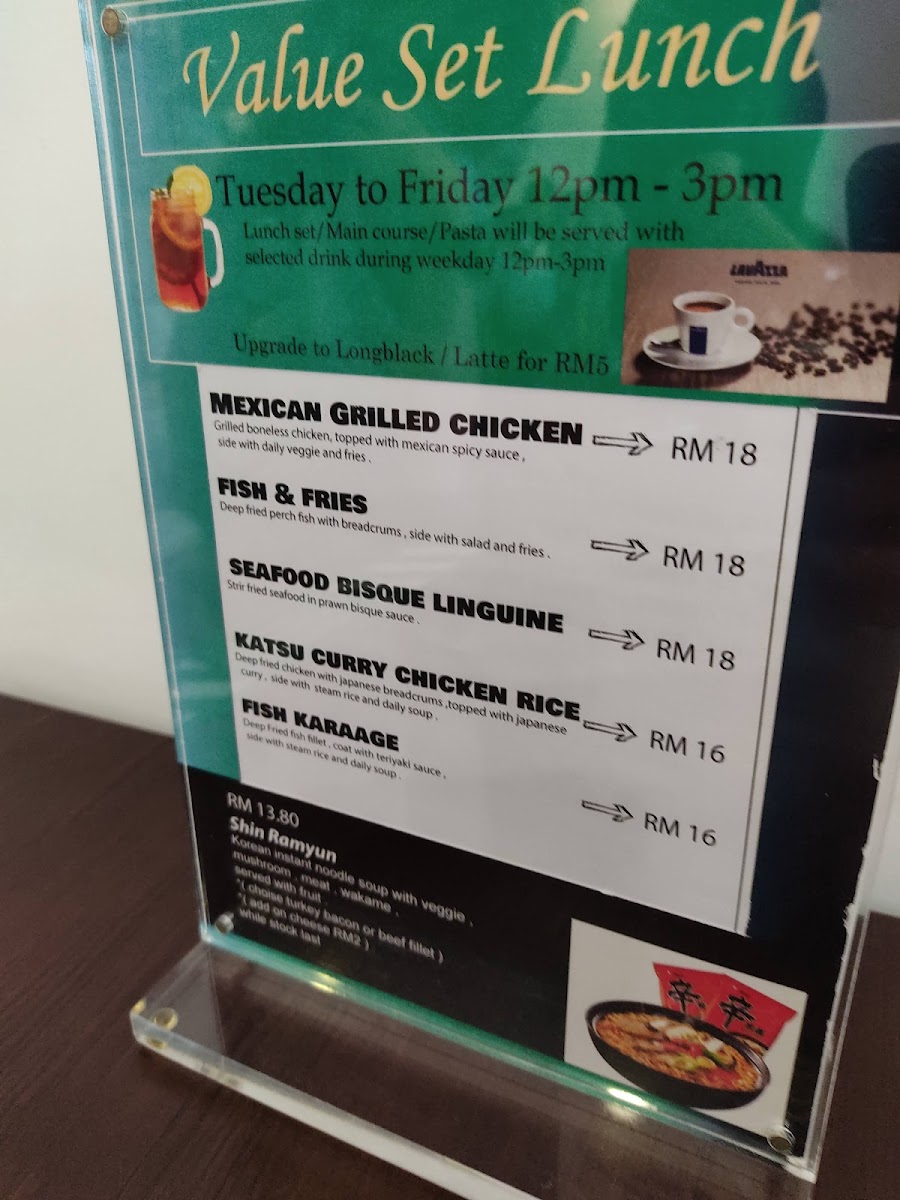 Value Set Lunch
Tuesday to Friday 12pm - 3pm
Lunch set/Main course/Pasta will be served with
selected drink during weekday 12pm-3pm
LAVAZZA
Upgrade to Longblack / Latte for RM5
MEXICAN GRILLED CHICKEN
RM 18
Grilled boneless chicken, topped with mexican spicy sauce ,
side with daily veggie and fries .
FISH & FRIES
Deep fried perch fish with breadcrums , side with salad and fries .
RM 18
SEAFOOD BISQUE LINGUINE
Strir fried seafood in prawn bisque sauce .
RM 18
KATSU CURRY CHICKEN RICE
Deep fried chicken with japanese breadcrums ,topped with japanese
curry , side with steam rice and daily soup .
RM 16
FISH KARAAGE
Deep Fried fish fillet , coat with teriyaki sauce ,
side with steam rice and daily soup .
RM 16
RM 13.80
Shin Ramyun
Korean instant noodle soup with veggie ,
mushroom , meat , wakame ,
served with fruit .
*( choise turkey bacon or beef fillet )
*( add on cheese RM2 )
while stock last
辛 辛